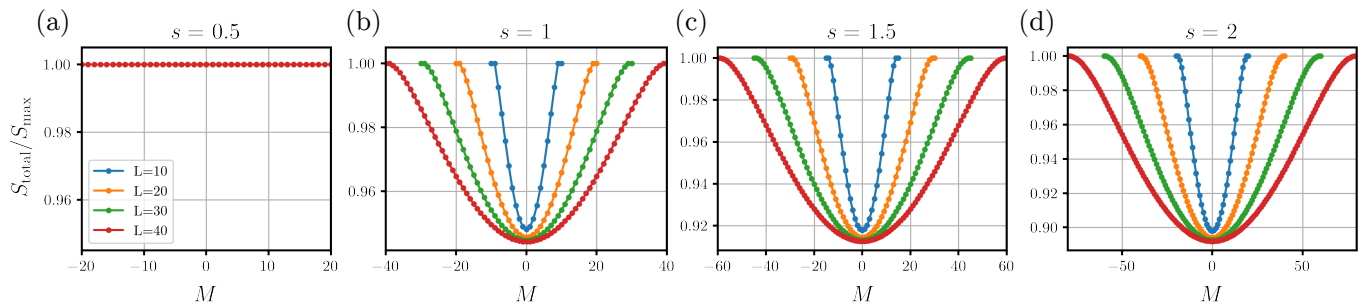 (a) s = 0.5
S_total/S_max
1.00
0.98
0.96
L=10
L=20
L=30
L=40
−20 −10 0 10 20
M
(b) s = 1
1.00
0.98
0.96
−40 −20 0 20 40
M
(c) s = 1.5
1.00
0.98
0.96
0.94
0.92
−60 −40 −20 0 20 40 60
M
(d) s = 2
1.00
0.98
0.96
0.94
0.92
0.90
−50 0 50
M